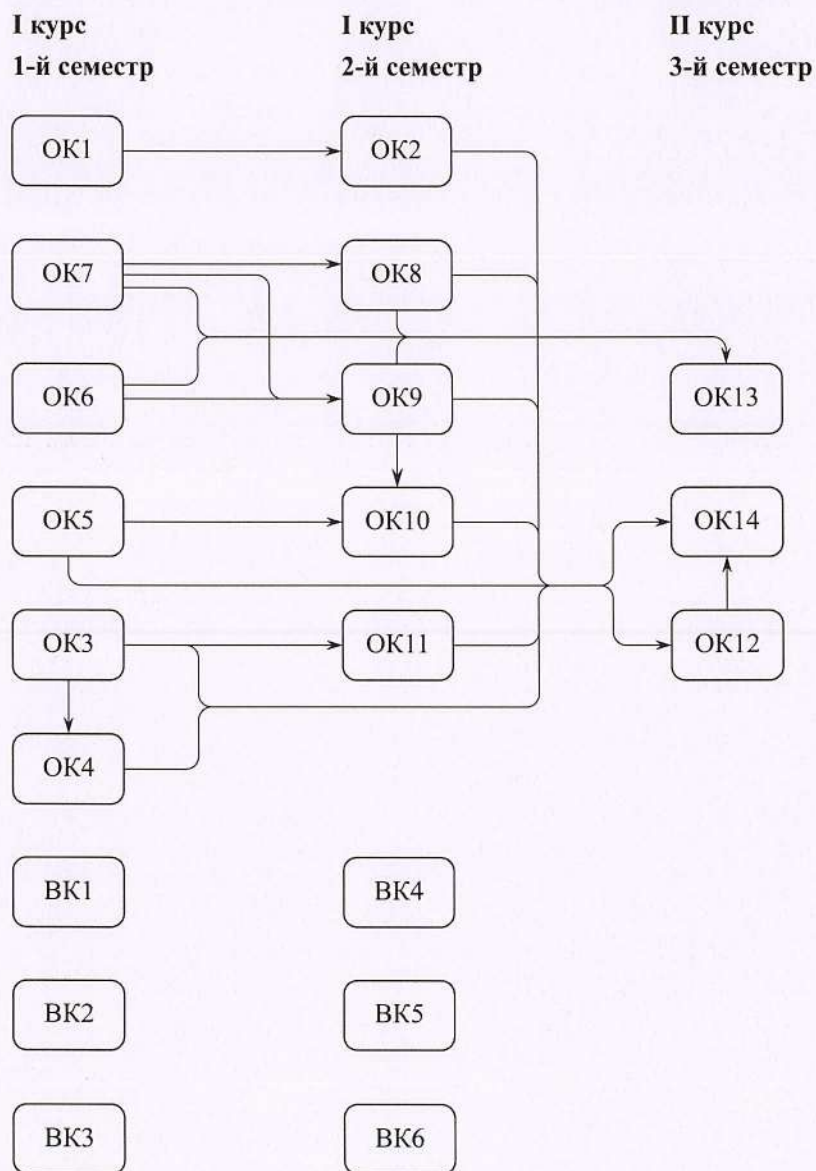 I курс I курс II курс
1-й семестр 2-й семестр 3-й семестр
ОК1 ОК2
ОК7 ОК8
ОК6 ОК9 ОК13
ОК5 ОК10 ОК14
ОК3 ОК11 ОК12
ОК4
ВК1 ВК4
ВК2 ВК5
ВК3 ВК6